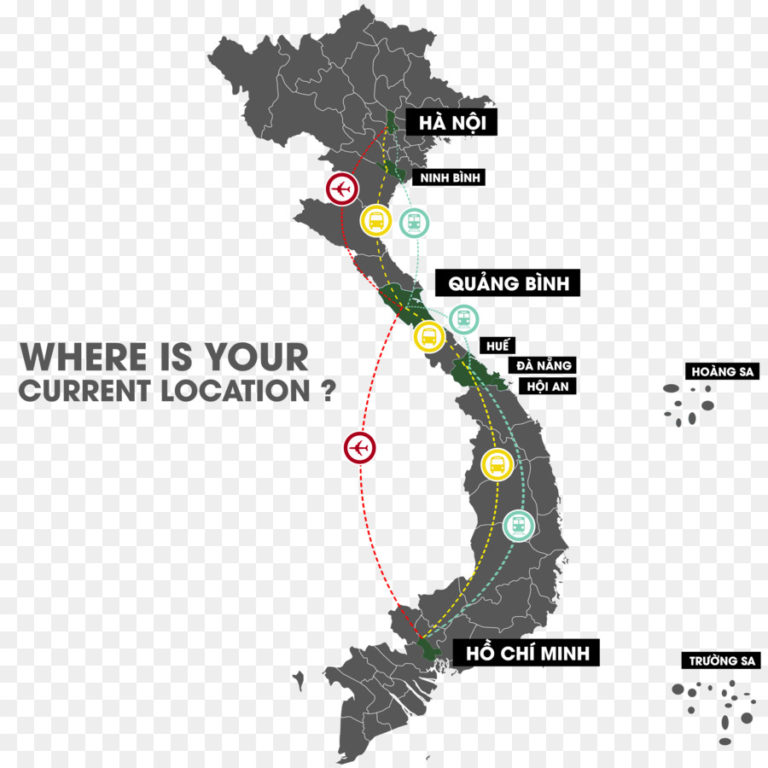 HÀ NỘI
NINH BÌNH
QUẢNG BÌNH
HUẾ
WHERE IS YOUR
CURRENT LOCATION ?
ĐÀ NẴNG
HỘI AN
HOÀNG SA
HỒ CHÍ MINH
TRƯỜNG SA